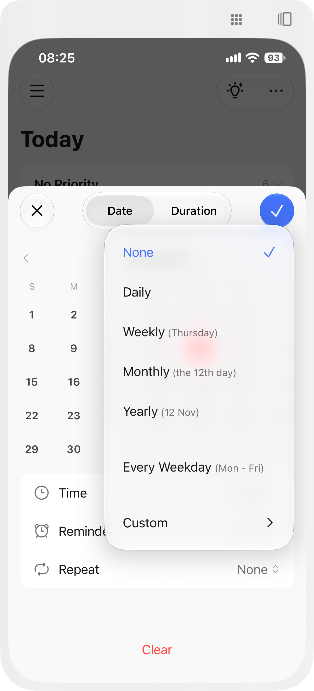 08:25
93
Today
No Priority
Date
Duration
None
S M
1 2
Daily
8 9
Weekly (Thursday)
15 16
Monthly (the 12th day)
22 23
Yearly (12 Nov)
29 30
Every Weekday (Mon - Fri)
Time
Custom
Repeat
None
Clear